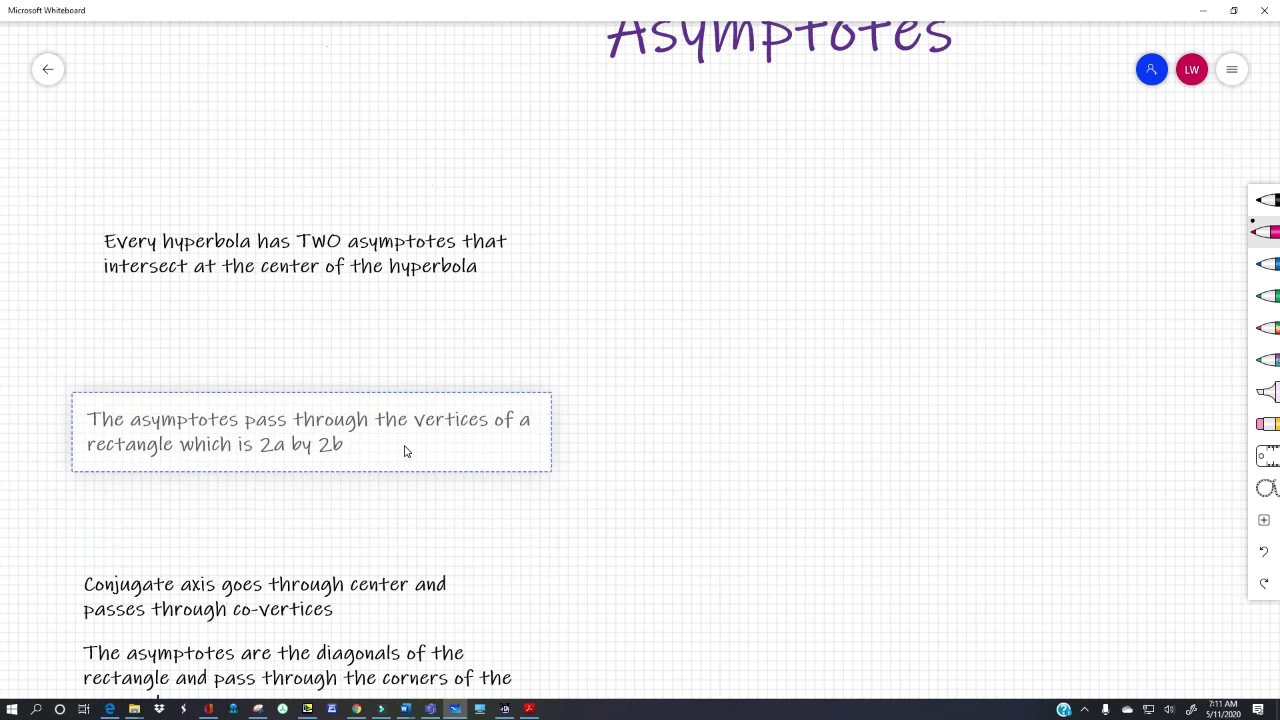 Microsoft Whiteboard
Asymptotes
LW
Every hyperbola has TWO asymptotes that
intersect at the center of the hyperbola
The asymptotes pass through the vertices of a
rectangle which is 2a by 2b
Conjugate axis goes through center and
passes through co-vertices
The asymptotes are the diagonals of the
rectangle and pass through the corners of the
7:11 AM
5/11/2020